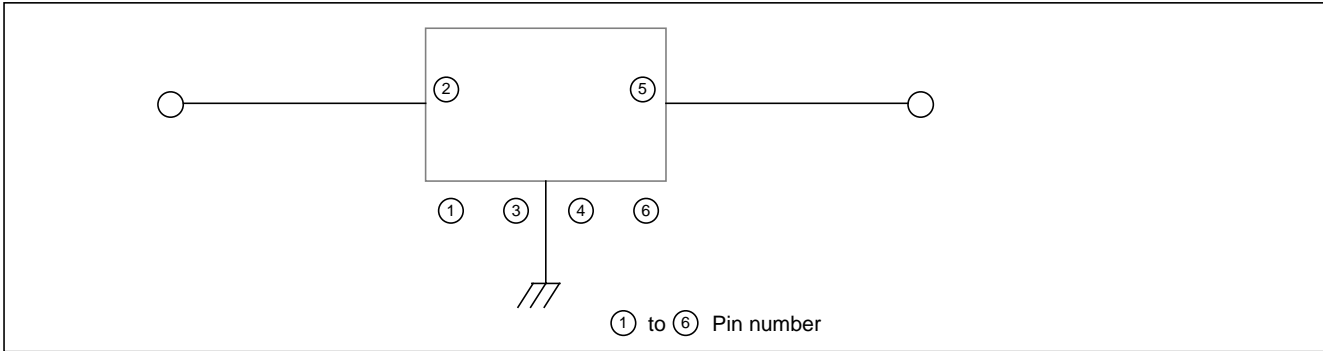 ② ⑤
① ③ ④ ⑥
① to ⑥ Pin number